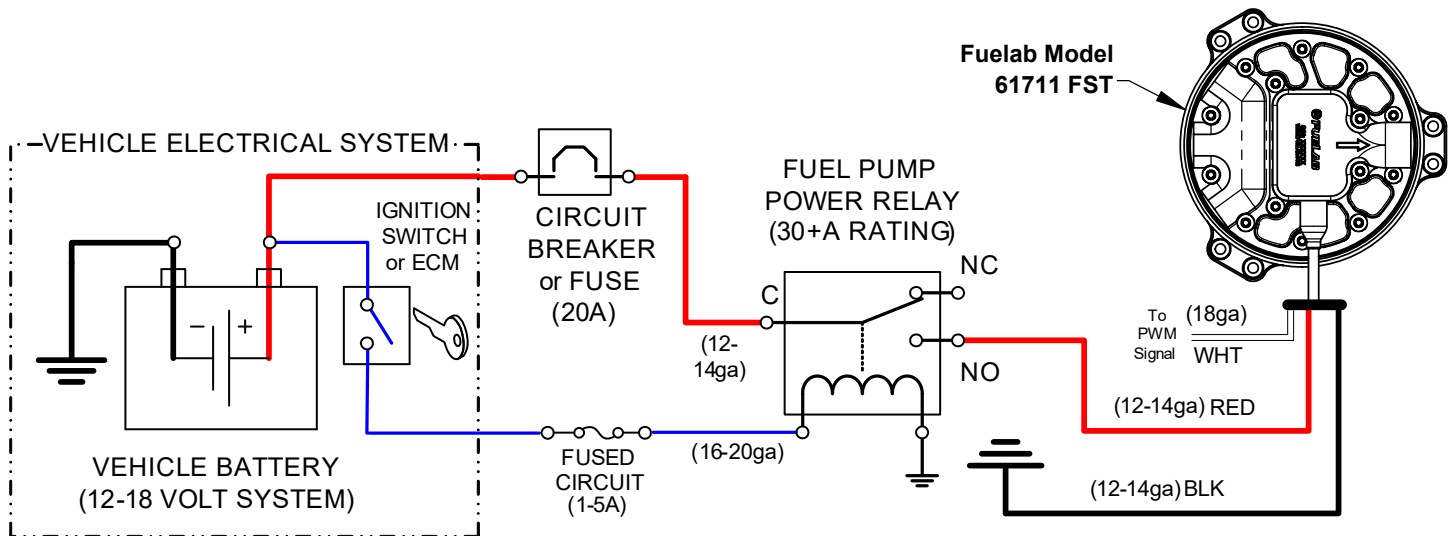 Fuelab Model
61711 FST
VEHICLE ELECTRICAL SYSTEM
IGNITION
SWITCH
or ECM
CIRCUIT
BREAKER
or FUSE
(20A)
FUEL PUMP
POWER RELAY
(30+A RATING)
NC
C
NO
(12-
14ga)
To
PWM
Signal
(18ga)
WHT
(12-14ga) RED
(12-14ga) BLK
(16-20ga)
FUSED
CIRCUIT
(1-5A)
- +
VEHICLE BATTERY
(12-18 VOLT SYSTEM)
FUELAB